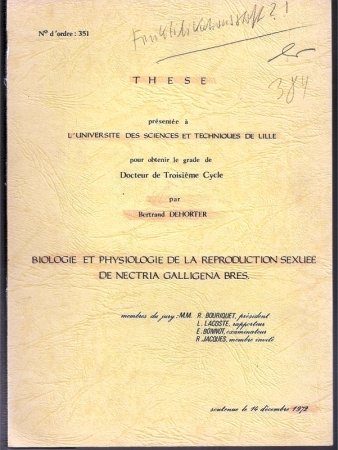 N° d'ordre : 351
384
THESE
présentée à
L'UNIVERSITE DES SCIENCES ET TECHNIQUES DE LILLE
pour obtenir le grade de
Docteur de Troisième Cycle
par
Bertrand DEHORTER
BIOLOGIE ET PHYSIOLOGIE DE LA REPRODUCTION SEXUEE
DE NECTRIA GALLIGENA BRES.
membres du jury : MM. R. BOURIQUET, président
L. LACOSTE, rapporteur
E. BONNOT, examinateur
R. JACQUES, membre invité
soutenue le 14 décembre 1972